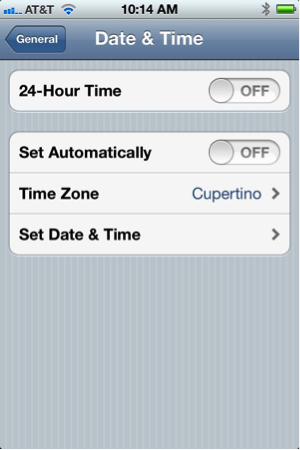 AT&T 10:14 AM
General Date & Time
24-Hour Time OFF
Set Automatically OFF
Time Zone Cupertino
Set Date & Time